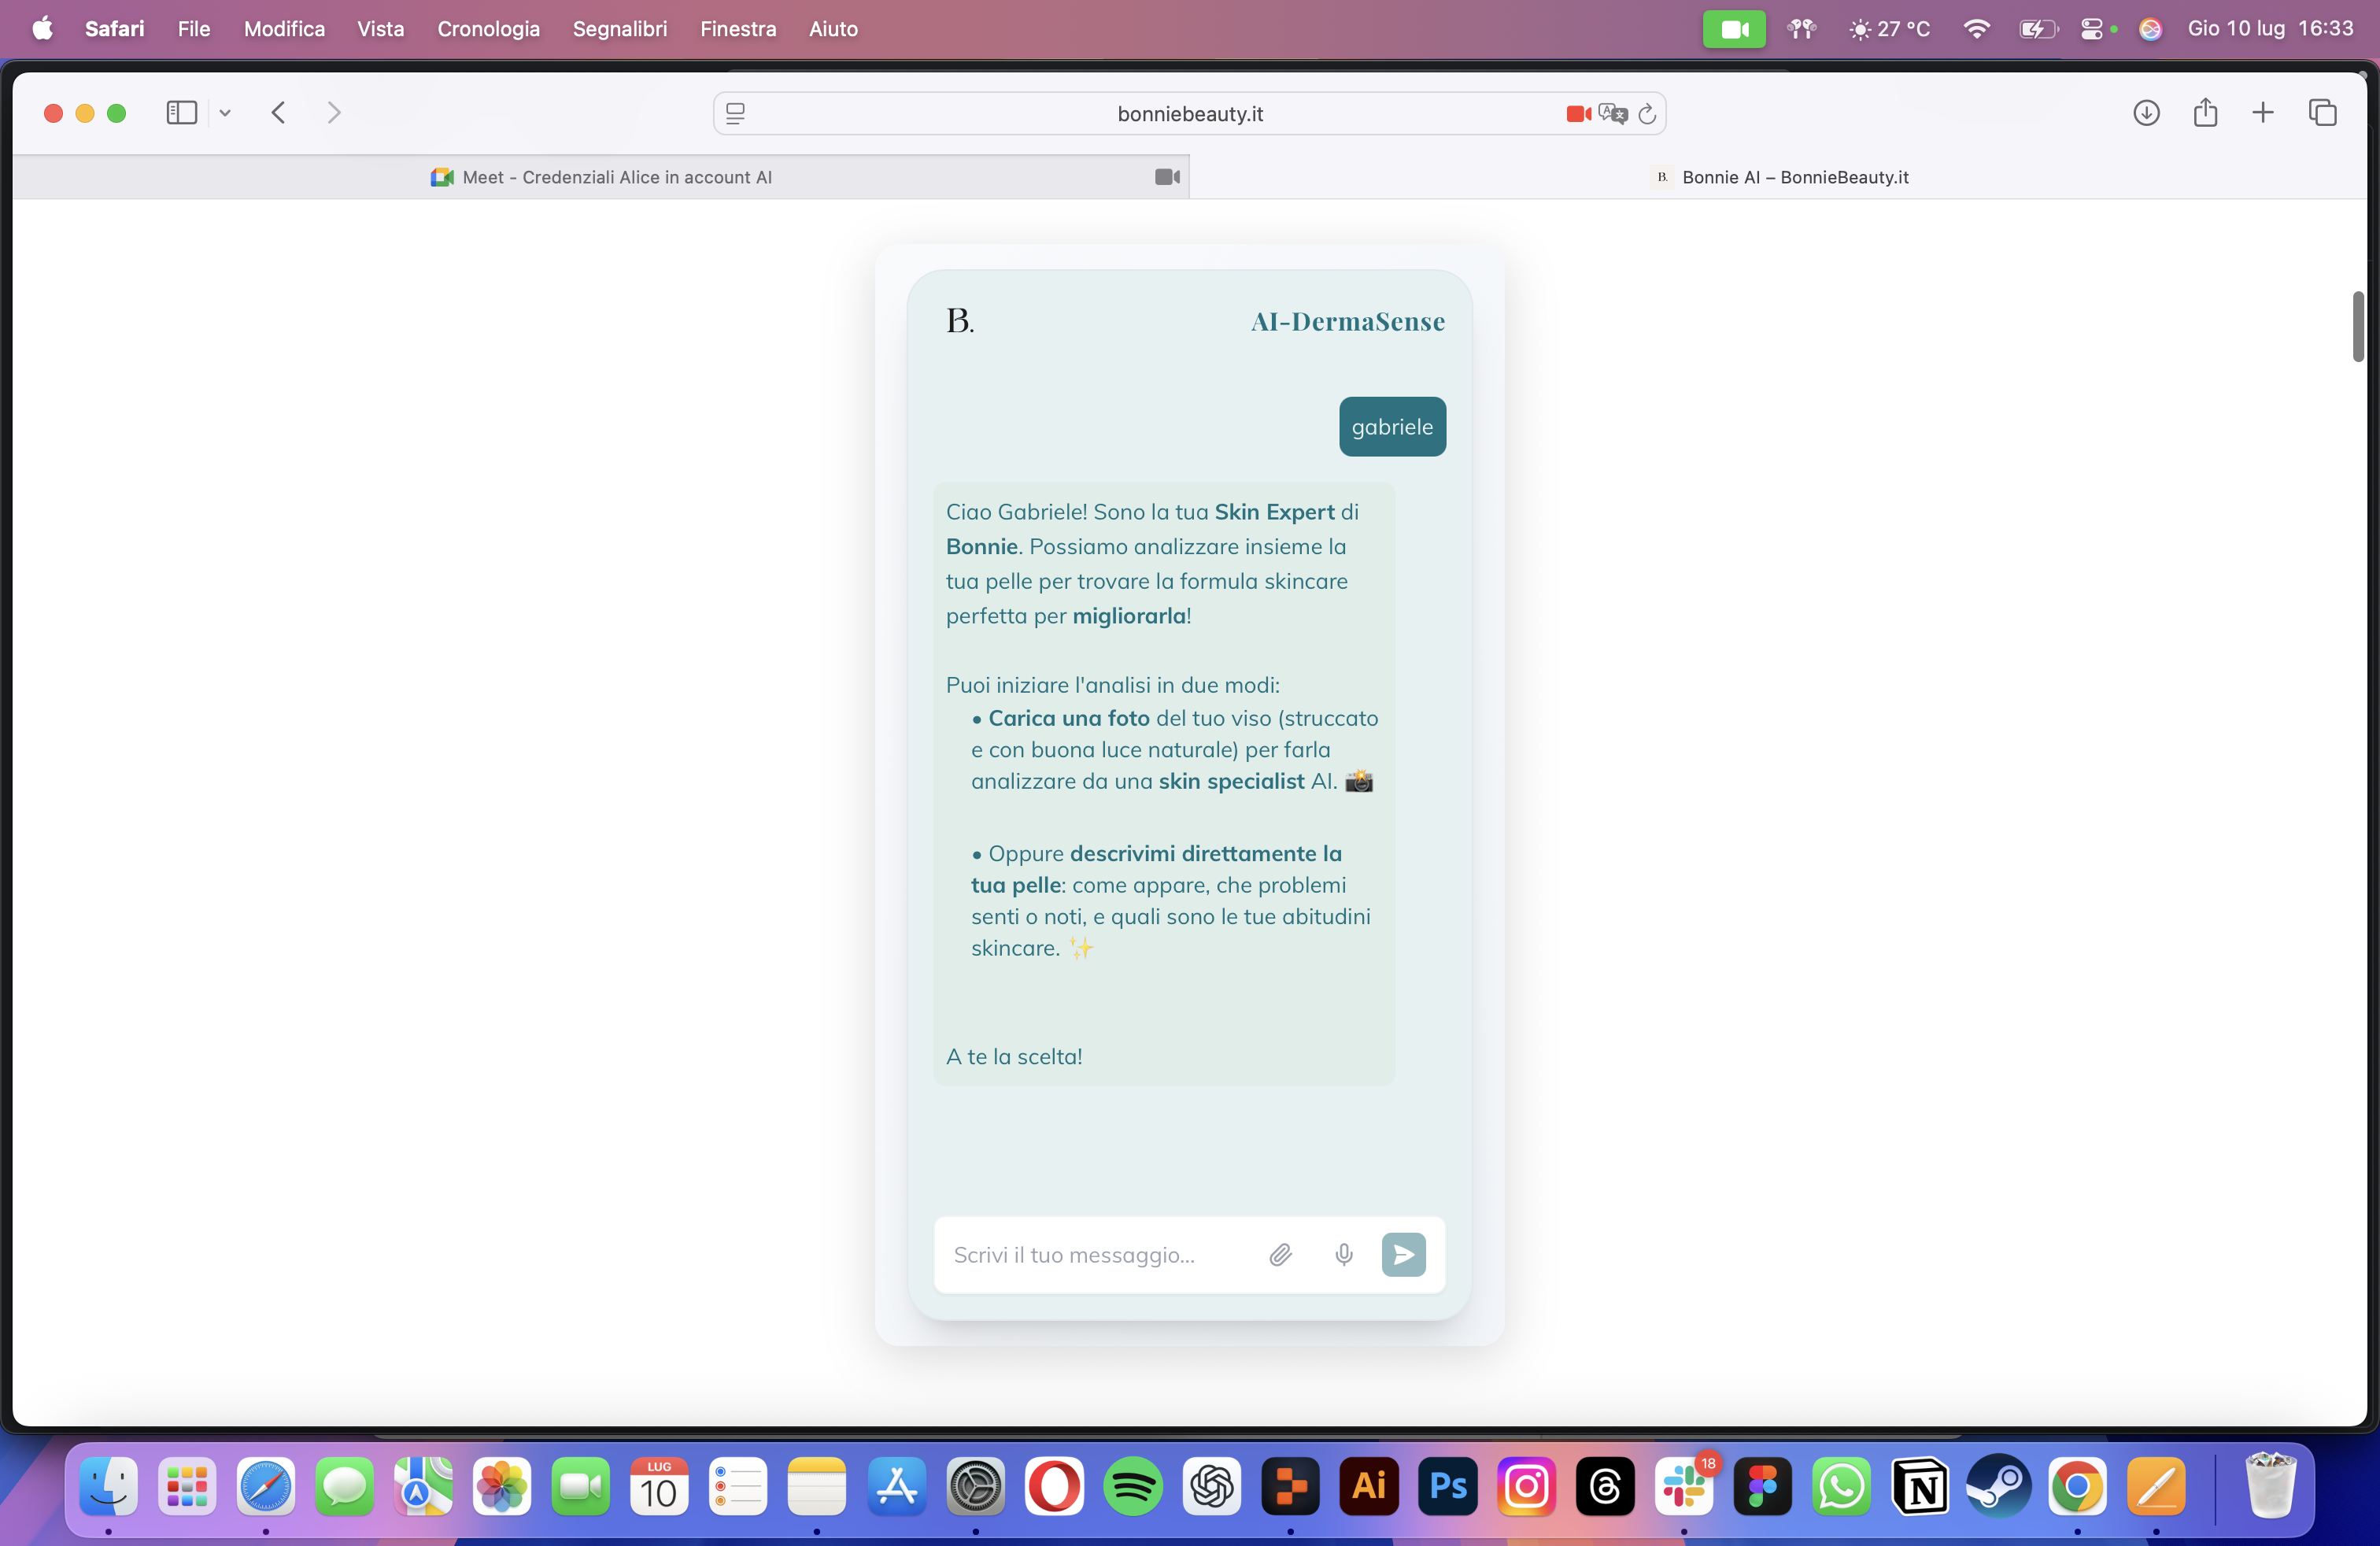 Safari File Modifica Vista Cronologia Segnalibri Finestra Aiuto 27 °C Gio 10 lug 16:33
bonniebeauty.it
Meet - Credenziali Alice in account AI
B. Bonnie AI – BonnieBeauty.it
B. AI-DermaSense
gabriele
Ciao Gabriele! Sono la tua Skin Expert di
Bonnie. Possiamo analizzare insieme la
tua pelle per trovare la formula skincare
perfetta per migliorarla!
Puoi iniziare l'analisi in due modi:
• Carica una foto del tuo viso (struccato
e con buona luce naturale) per farla
analizzare da una skin specialist AI. 📸
• Oppure descrivimi direttamente la
tua pelle: come appare, che problemi
senti o noti, e quali sono le tue abitudini
skincare. ✨
A te la scelta!
Scrivi il tuo messaggio...
LUG
10
Ai
Ps
18
N